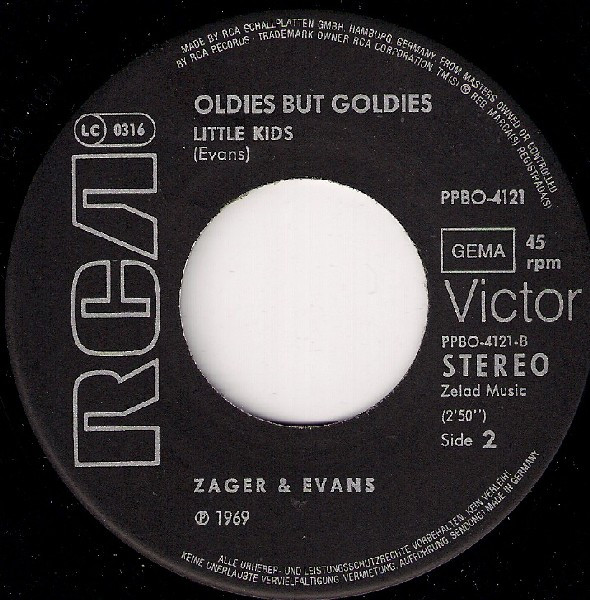 MADE BY RCA SCHALLPLATTEN GMBH, HAMBURG, GERMANY, FROM MASTERS OWNED OR CONTROLLED
BY RCA RECORDS · TRADEMARK OWNER RCA CORPORATION, TM(S) ® REG. MARCA(S) REGISTRADA(S)
OLDIES BUT GOLDIES
LC 0316
LITTLE KIDS
(Evans)
RCA
PPBO-4121
GEMA
45
rpm
Victor
PPBO-4121-B
STEREO
Zelad Music
(2'50'')
Side 2
ZAGER & EVANS
℗ 1969
ALLE URHEBER- UND LEISTUNGSSCHUTZRECHTE VORBEHALTEN. KEIN VERLEIH!
KEINE UNERLAUBTE VERVIELFÄLTIGUNG, VERMIETUNG, AUFFÜHRUNG, SENDUNG! MADE IN GERMANY